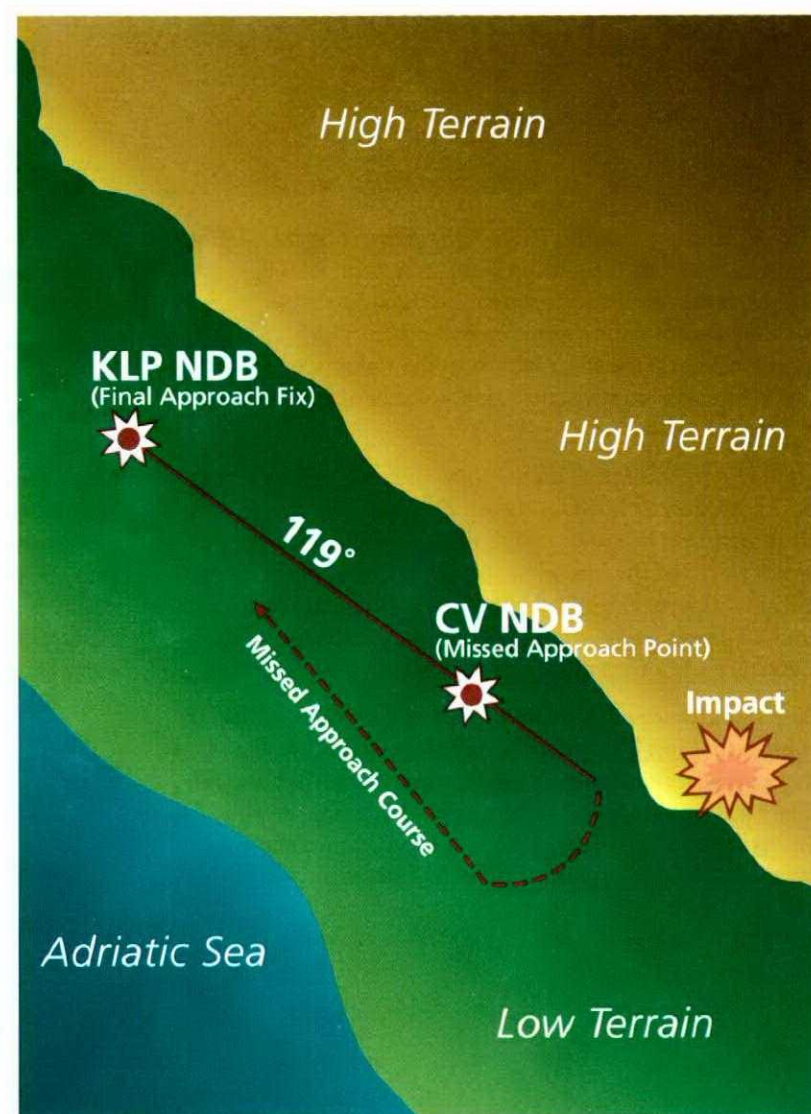 High Terrain
KLP NDB
(Final Approach Fix)
High Terrain
119°
CV NDB
(Missed Approach Point)
Missed Approach Course
Impact
Adriatic Sea
Low Terrain